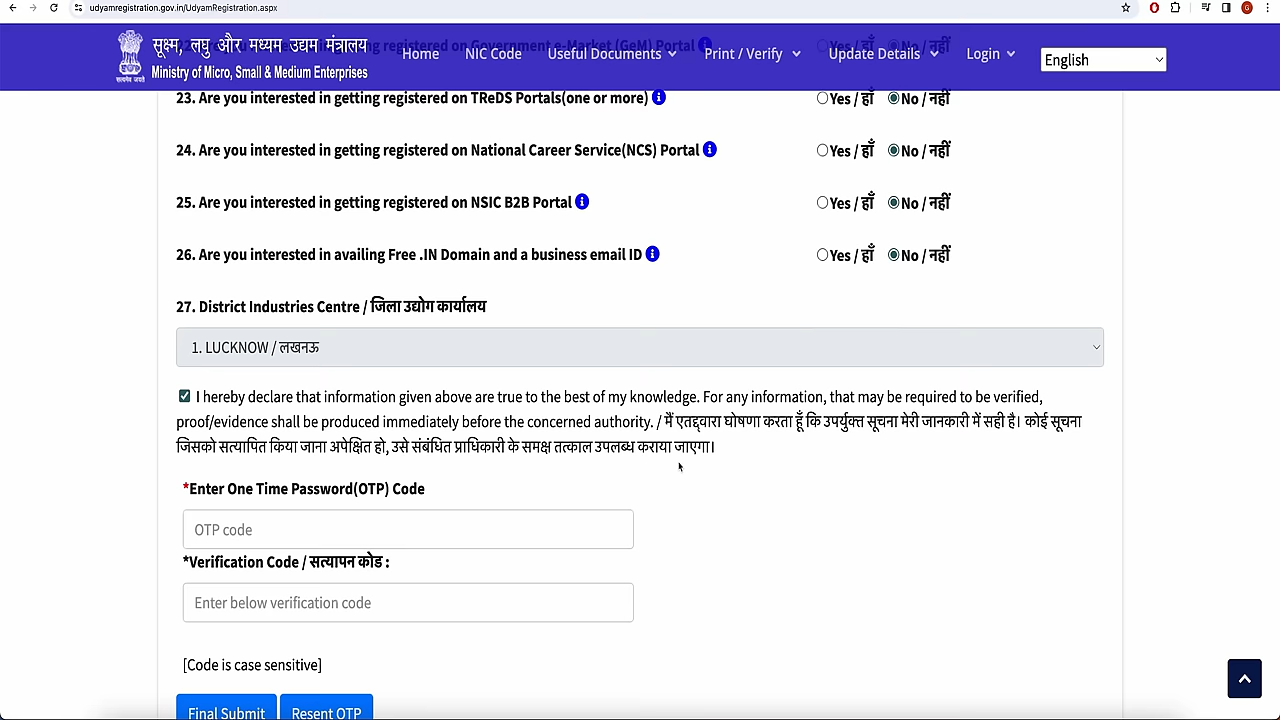 udyamregistration.gov.in/UdyamRegistration.aspx
सूक्ष्म, लघु और मध्यम उद्यम मंत्रालय
Ministry of Micro, Small & Medium Enterprises
Home
NIC Code
Useful Documents
Print / Verify
Update Details
Login
English
registered on Government e-Market (GeM) Portal
23. Are you interested in getting registered on TReDS Portals(one or more) Yes / हाँ No / नहीं
24. Are you interested in getting registered on National Career Service(NCS) Portal Yes / हाँ No / नहीं
25. Are you interested in getting registered on NSIC B2B Portal Yes / हाँ No / नहीं
26. Are you interested in availing Free .IN Domain and a business email ID Yes / हाँ No / नहीं
27. District Industries Centre / जिला उद्योग कार्यालय
1. LUCKNOW / लखनऊ
I hereby declare that information given above are true to the best of my knowledge. For any information, that may be required to be verified,
proof/evidence shall be produced immediately before the concerned authority. / मैं एतद्द्वारा घोषणा करता हूँ कि उपर्युक्त सूचना मेरी जानकारी में सही है। कोई सूचना
जिसको सत्यापित किया जाना अपेक्षित हो, उसे संबंधित प्राधिकारी के समक्ष तत्काल उपलब्ध कराया जाएगा।
*Enter One Time Password(OTP) Code
OTP code
*Verification Code / सत्यापन कोड :
Enter below verification code
[Code is case sensitive]
Final Submit
Resent OTP